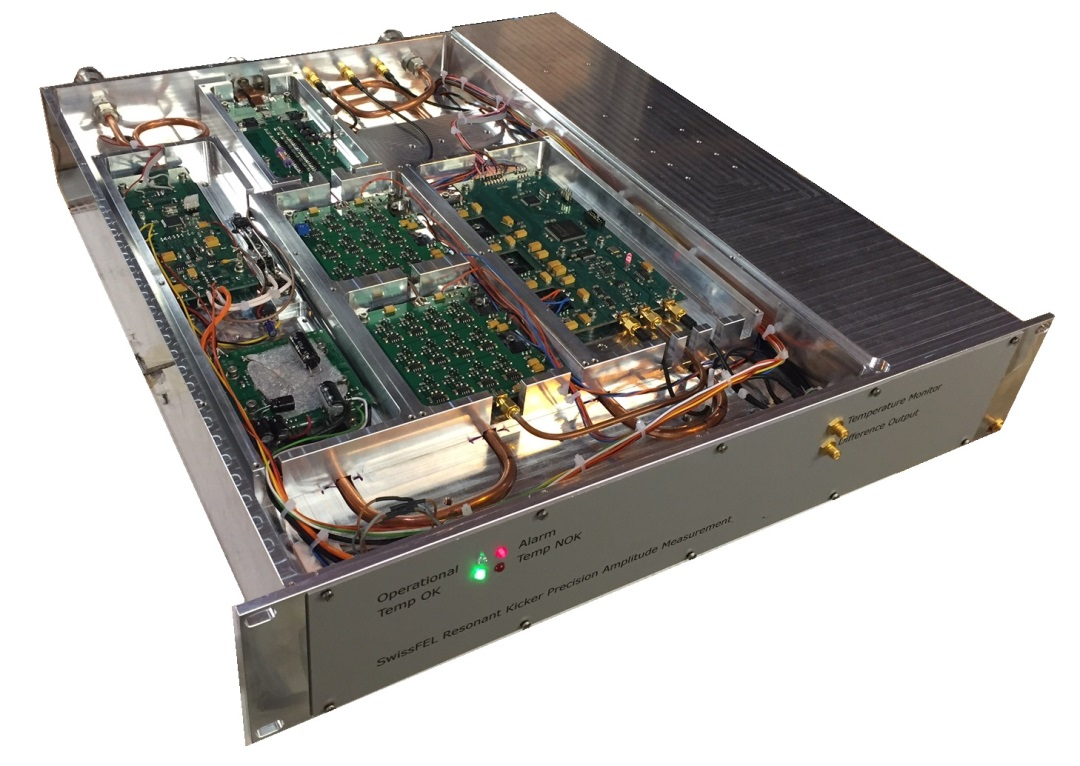 Temperature Monitor
Difference Output
Alarm
Temp NOK
Operational
Temp OK
SwissFEL Resonant Kicker Precision Amplitude Measurement